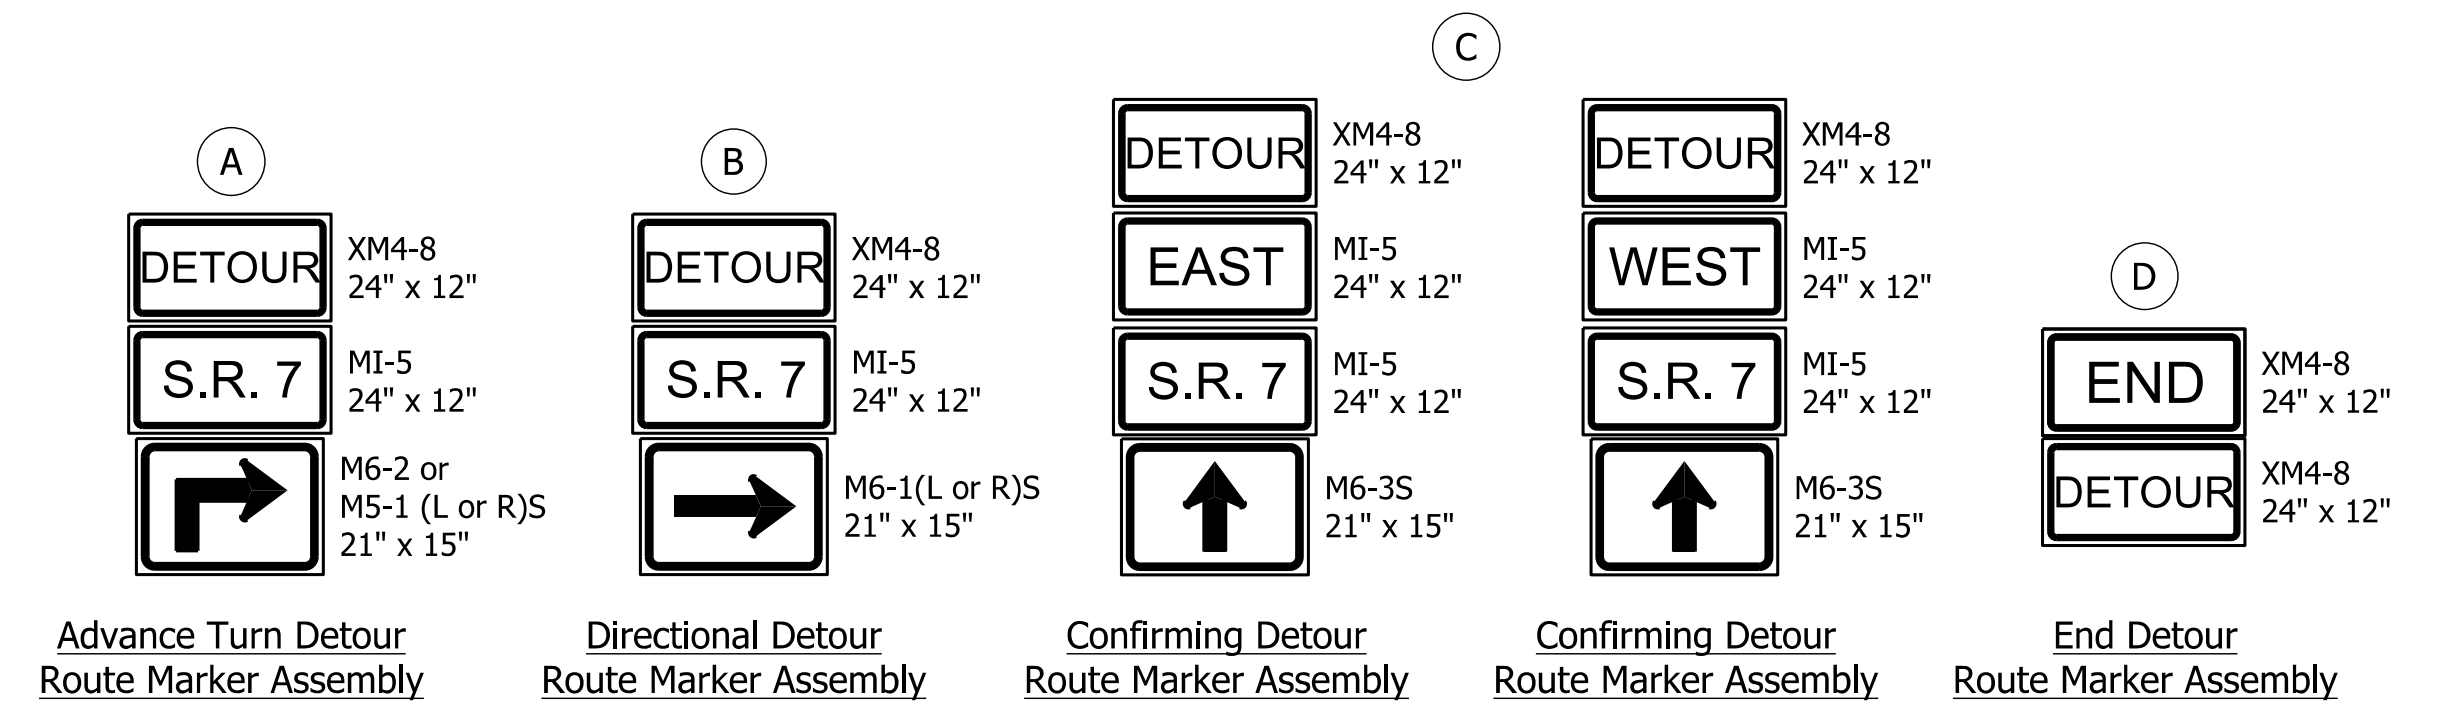 A
DETOUR
XM4-8
24" x 12"
S.R. 7
MI-5
24" x 12"
M6-2 or
M5-1 (L or R)S
21" x 15"
Advance Turn Detour
Route Marker Assembly
B
DETOUR
XM4-8
24" x 12"
S.R. 7
MI-5
24" x 12"
M6-1(L or R)S
21" x 15"
Directional Detour
Route Marker Assembly
C
DETOUR
XM4-8
24" x 12"
EAST
MI-5
24" x 12"
S.R. 7
MI-5
24" x 12"
M6-3S
21" x 15"
Confirming Detour
Route Marker Assembly
DETOUR
XM4-8
24" x 12"
WEST
MI-5
24" x 12"
S.R. 7
MI-5
24" x 12"
M6-3S
21" x 15"
Confirming Detour
Route Marker Assembly
D
END
XM4-8
24" x 12"
DETOUR
XM4-8
24" x 12"
End Detour
Route Marker Assembly